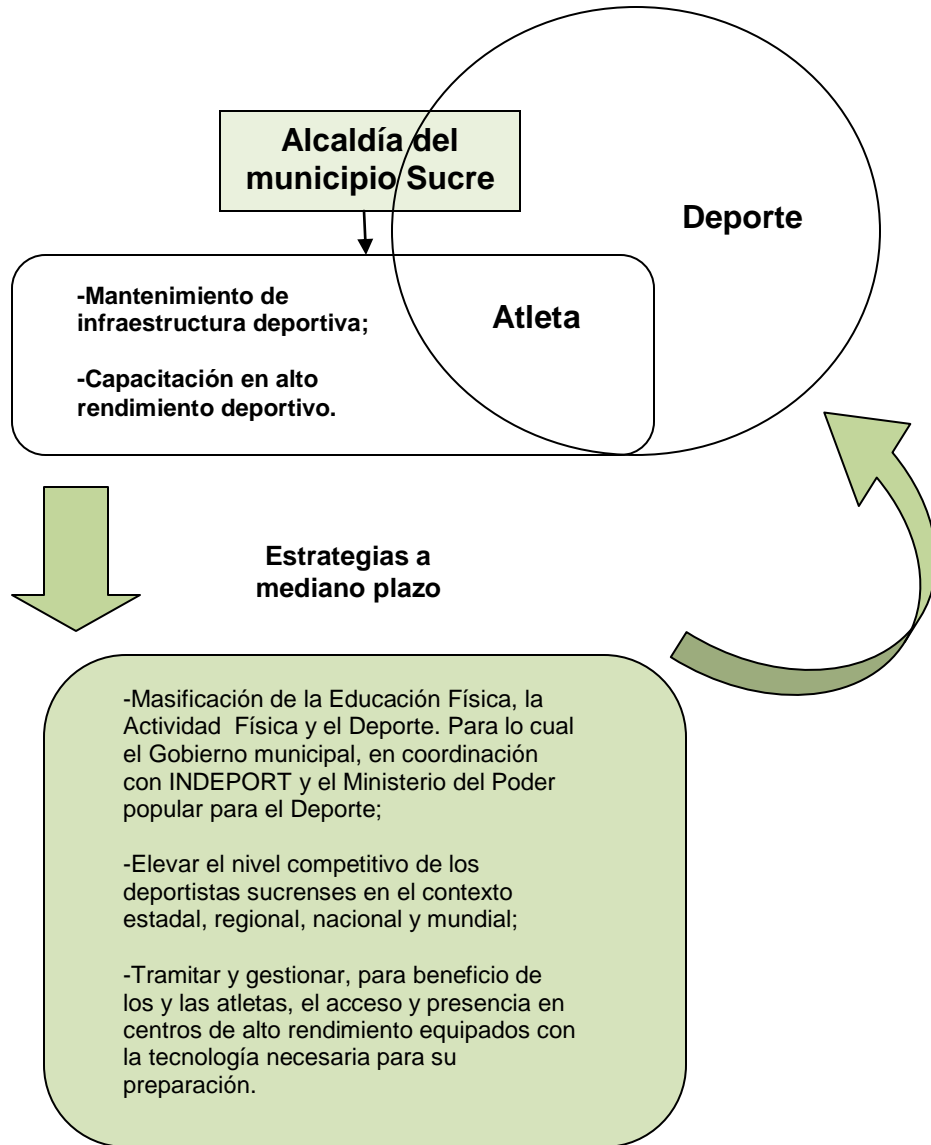 Alcaldía del
municipio Sucre
Deporte
-Mantenimiento de
infraestructura deportiva;
-Capacitación en alto
rendimiento deportivo.
Atleta
Estrategias a
mediano plazo
-Masificación de la Educación Física, la
Actividad Física y el Deporte. Para lo cual
el Gobierno municipal, en coordinación
con INDEPORT y el Ministerio del Poder
popular para el Deporte;
-Elevar el nivel competitivo de los
deportistas sucrenses en el contexto
estadal, regional, nacional y mundial;
-Tramitar y gestionar, para beneficio de
los y las atletas, el acceso y presencia en
centros de alto rendimiento equipados con
la tecnología necesaria para su
preparación.